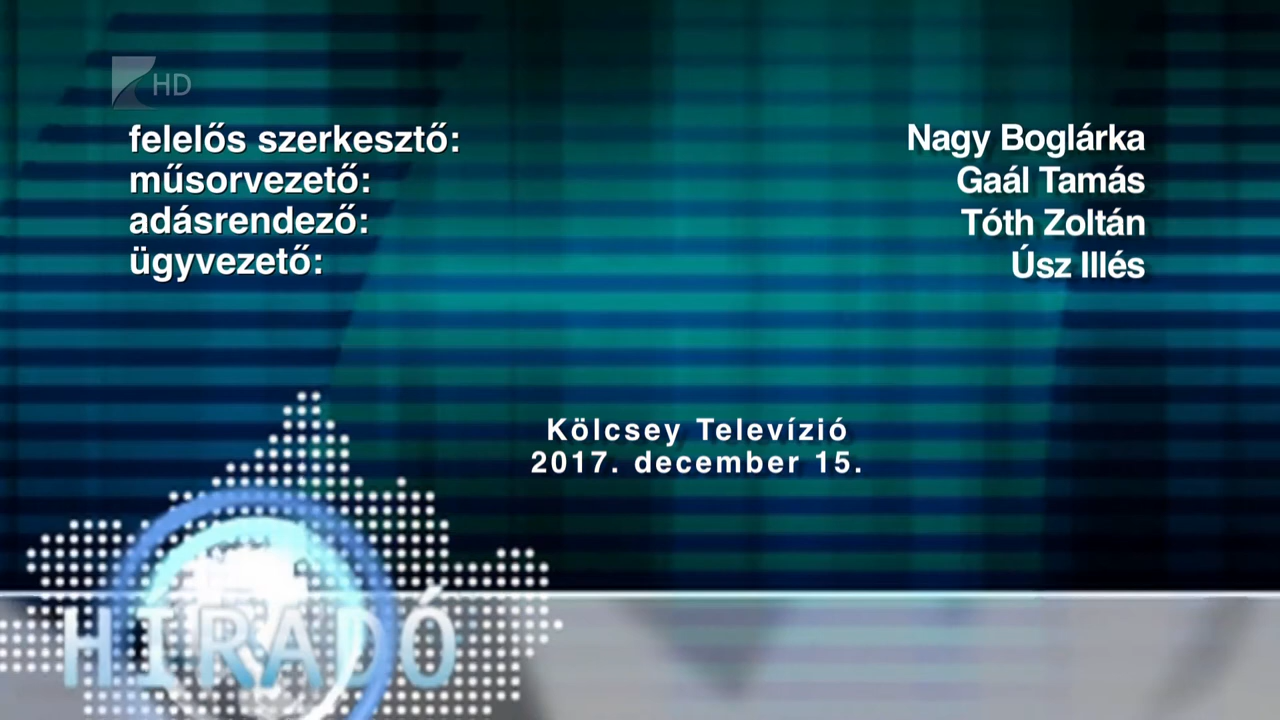 HD
felelős szerkesztő: Nagy Boglárka
műsorvezető: Gaál Tamás
adásrendező: Tóth Zoltán
ügyvezető: Úsz Illés
Kölcsey Televízió
2017. december 15.
HÍRADÓ